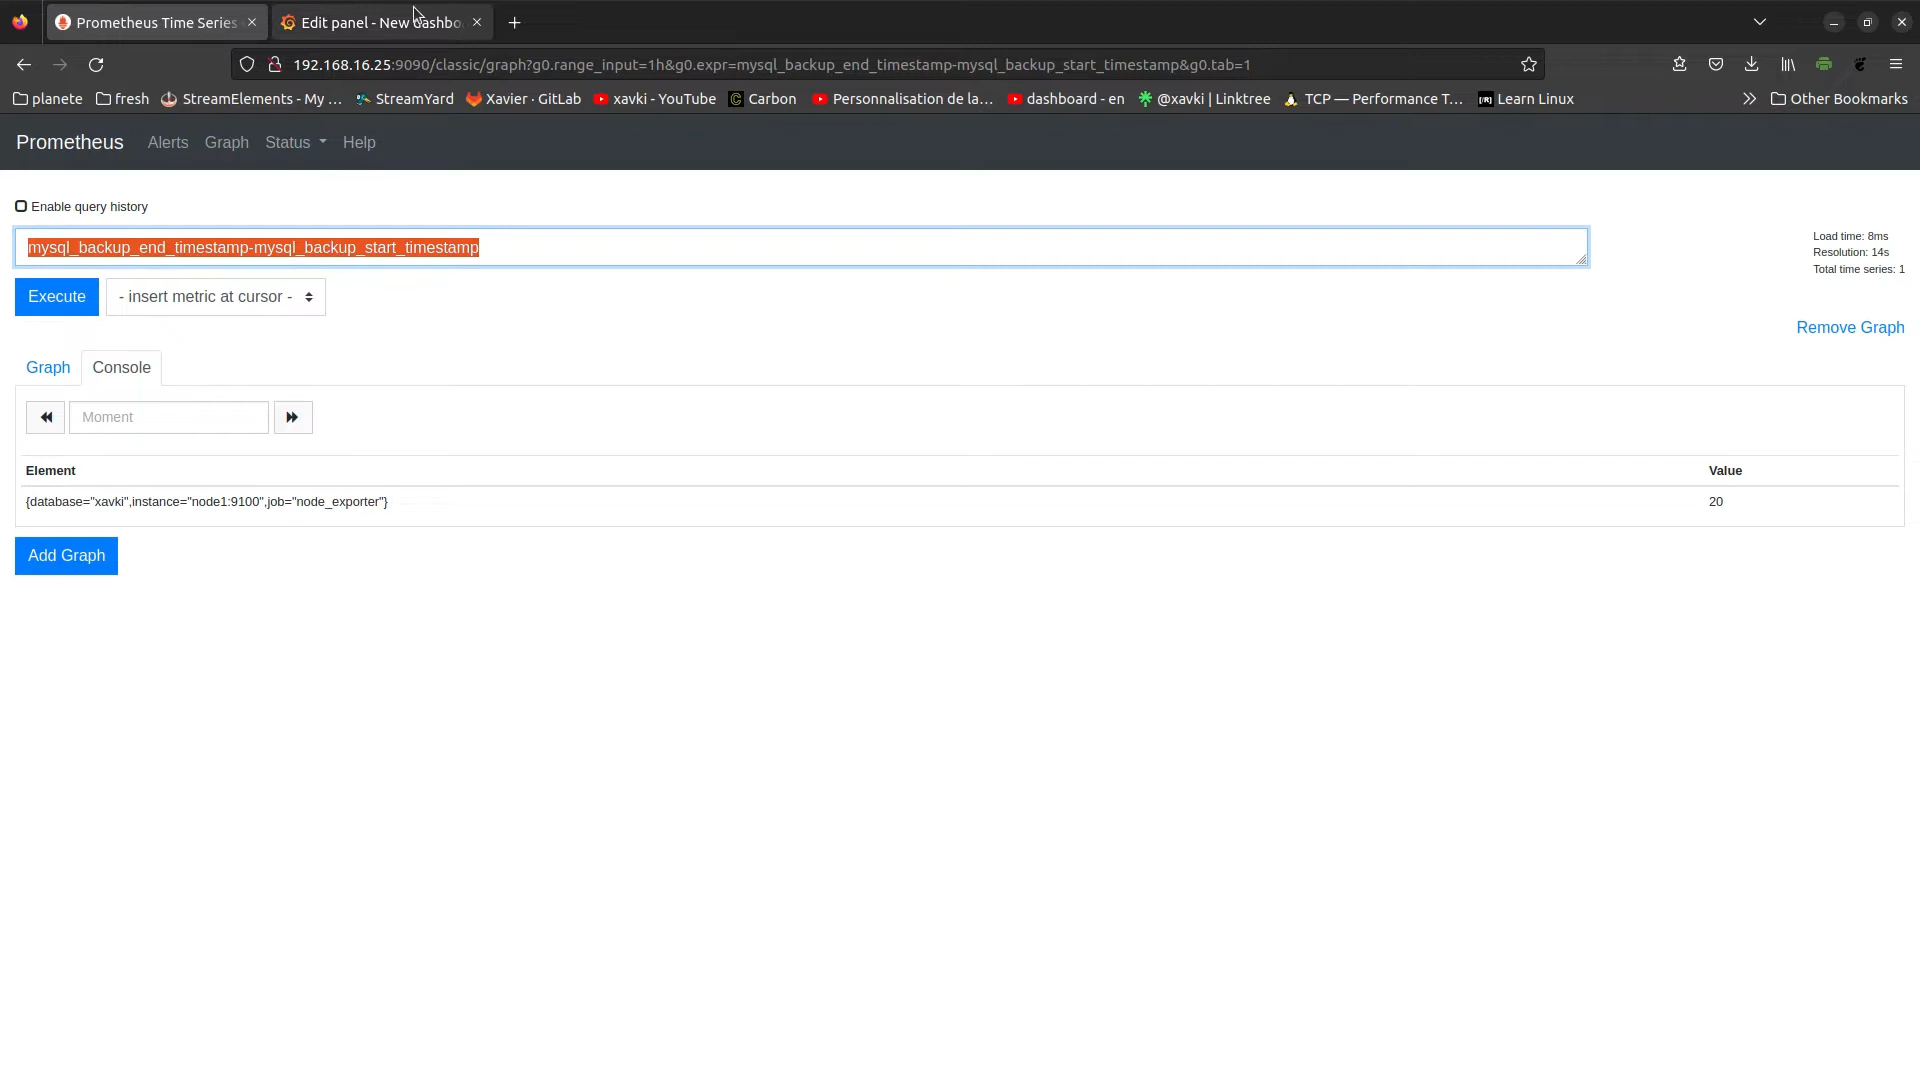 Prometheus Time Series
Edit panel - New dashbo
192.168.16.25:9090/classic/graph?g0.range_input=1h&g0.expr=mysql_backup_end_timestamp-mysql_backup_start_timestamp&g0.tab=1
planete
fresh
StreamElements - My ...
StreamYard
Xavier · GitLab
xavki - YouTube
Carbon
Personnalisation de la...
dashboard - en
@xavki | Linktree
TCP — Performance T...
Learn Linux
Other Bookmarks
Prometheus
Alerts
Graph
Status
Help
Enable query history
mysql_backup_end_timestamp-mysql_backup_start_timestamp
Load time: 8ms
Resolution: 14s
Total time series: 1
Execute
- insert metric at cursor -
Remove Graph
Graph
Console
Moment
Element
Value
{database="xavki",instance="node1:9100",job="node_exporter"}
20
Add Graph